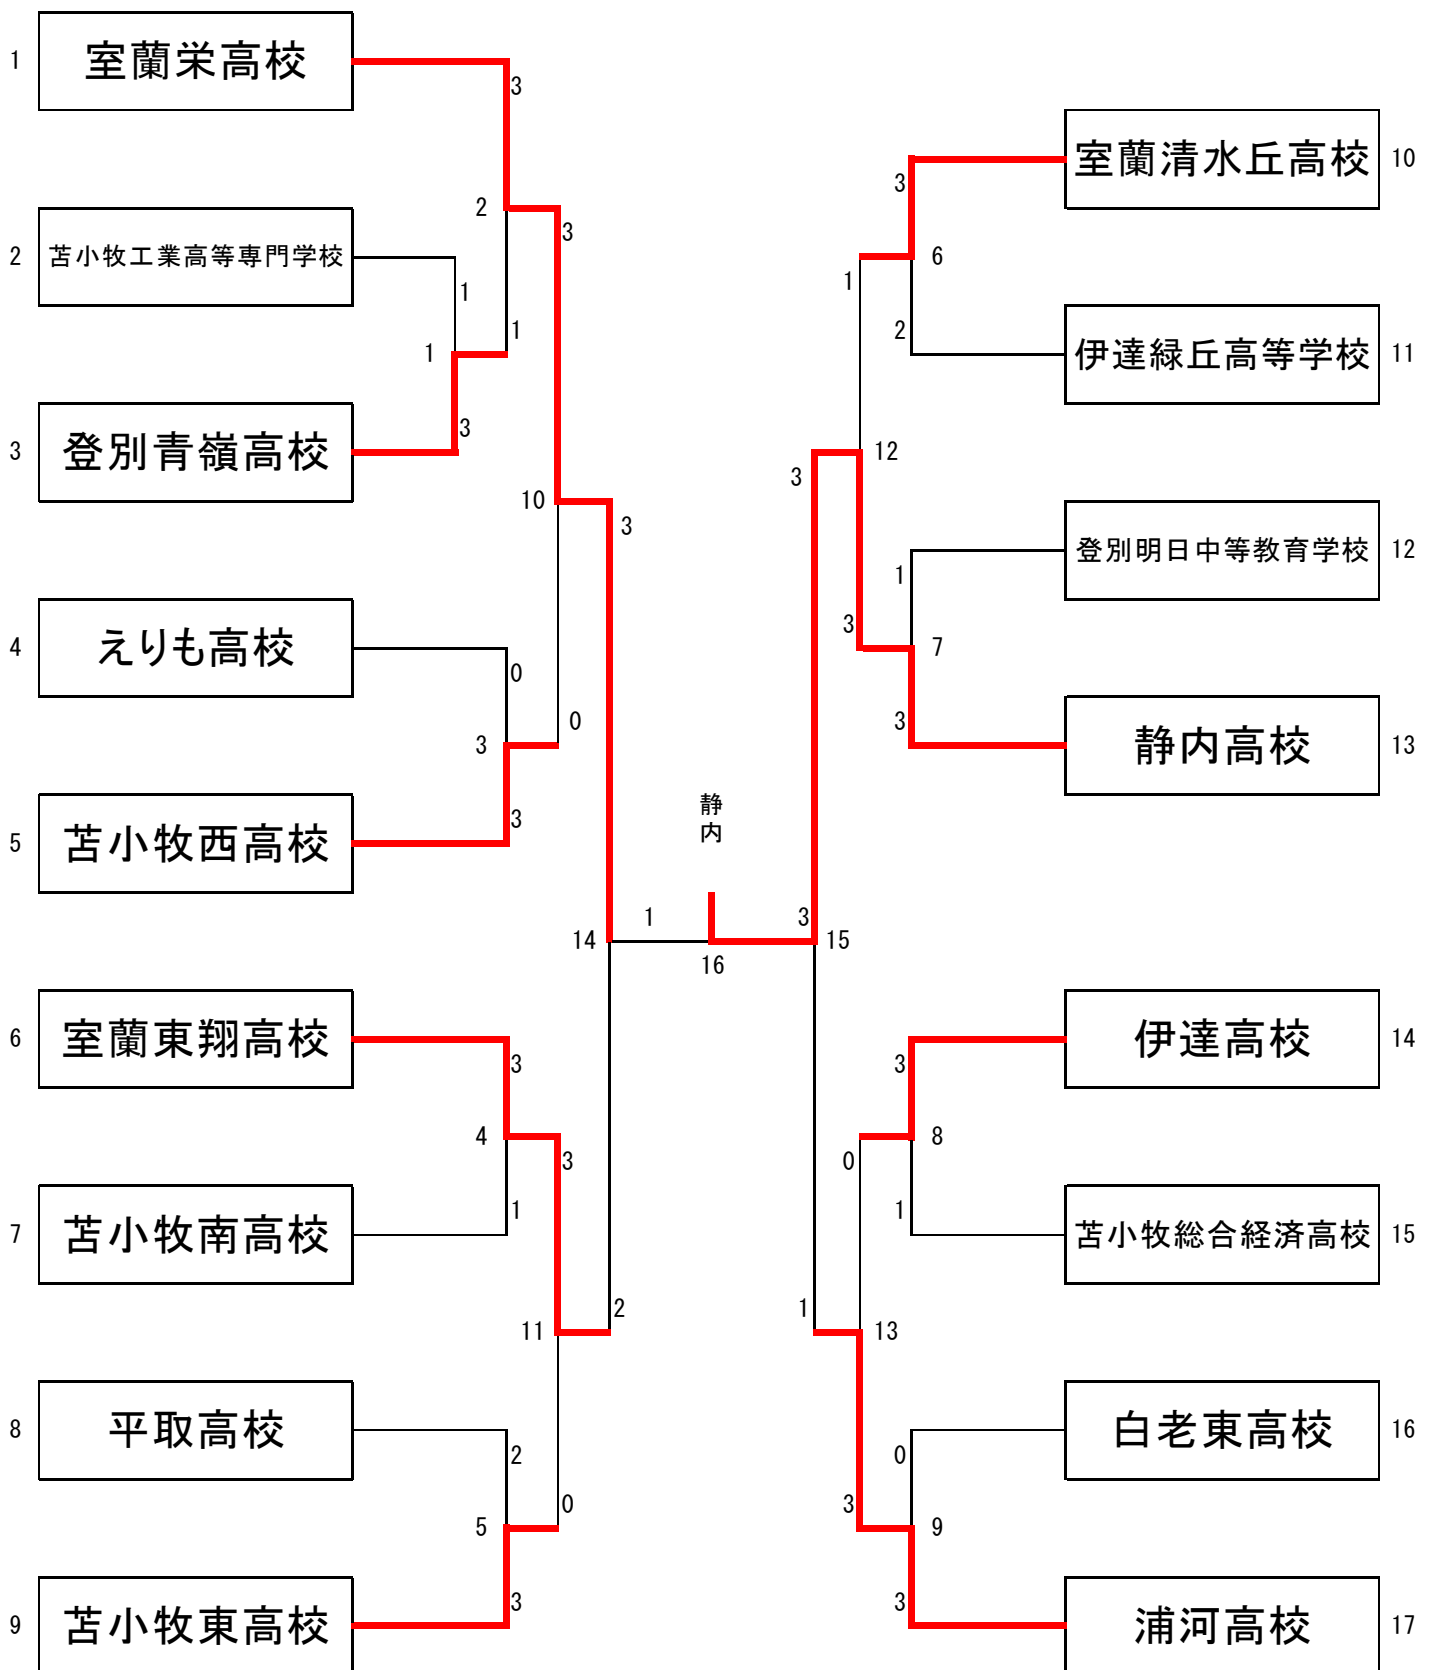 1 室蘭栄高校
3
室蘭清水丘高校 10
3
2
3
2 苫小牧工業高等専門学校
6
1
1
1
2
1
伊達緑丘高等学校 11
3
3 登別青嶺高校
12
3
10
3
登別明日中等教育学校 12
1
3
4 えりも高校
7
0
0
3
3
静内高校 13
静
内
3
5 苫小牧西高校
1
3
14
15
16
6 室蘭東翔高校
伊達高校 14
3
3
4
8
3
0
1
1
7 苫小牧南高校
苫小牧総合経済高校 15
2
1
11
13
8 平取高校
白老東高校 16
2
0
0
3
5
9
3
3
9 苫小牧東高校
浦河高校 17